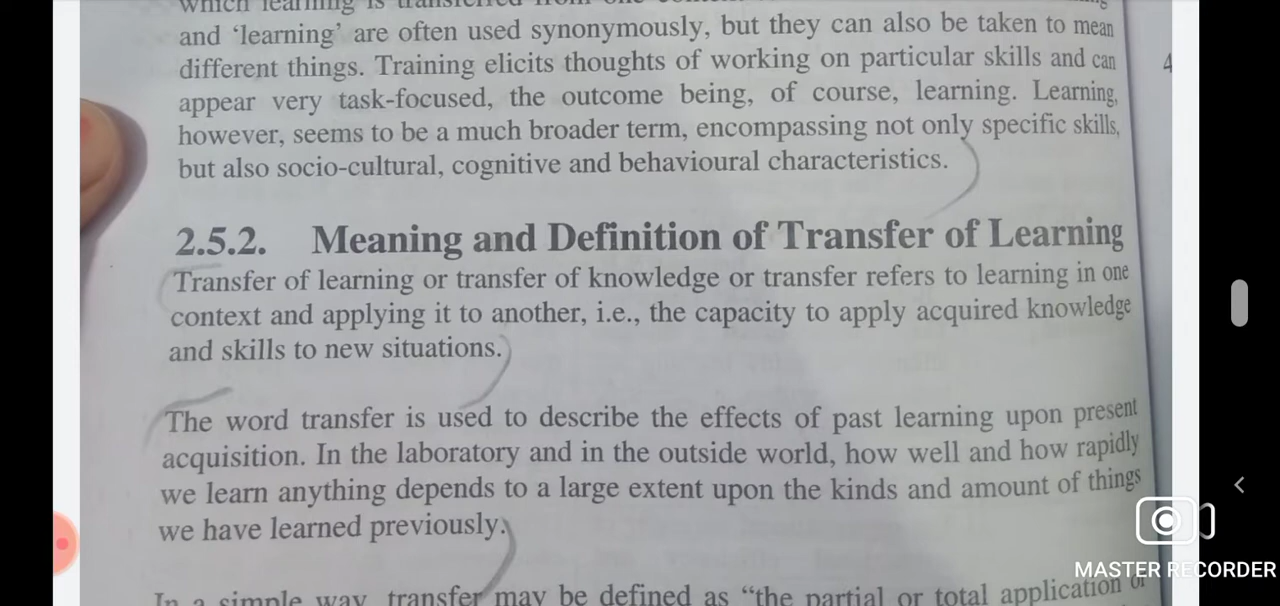 which learning is transferred from one
and ‘learning’ are often used synonymously, but they can also be taken to mean
different things. Training elicits thoughts of working on particular skills and can
appear very task-focused, the outcome being, of course, learning. Learning,
however, seems to be a much broader term, encompassing not only specific skills,
but also socio-cultural, cognitive and behavioural characteristics.
4
2.5.2. Meaning and Definition of Transfer of Learning
Transfer of learning or transfer of knowledge or transfer refers to learning in one
context and applying it to another, i.e., the capacity to apply acquired knowledge
and skills to new situations.
The word transfer is used to describe the effects of past learning upon present
acquisition. In the laboratory and in the outside world, how well and how rapidly
we learn anything depends to a large extent upon the kinds and amount of things
we have learned previously.
In a simple way, transfer may be defined as “the partial or total application of
MASTER RECORDER